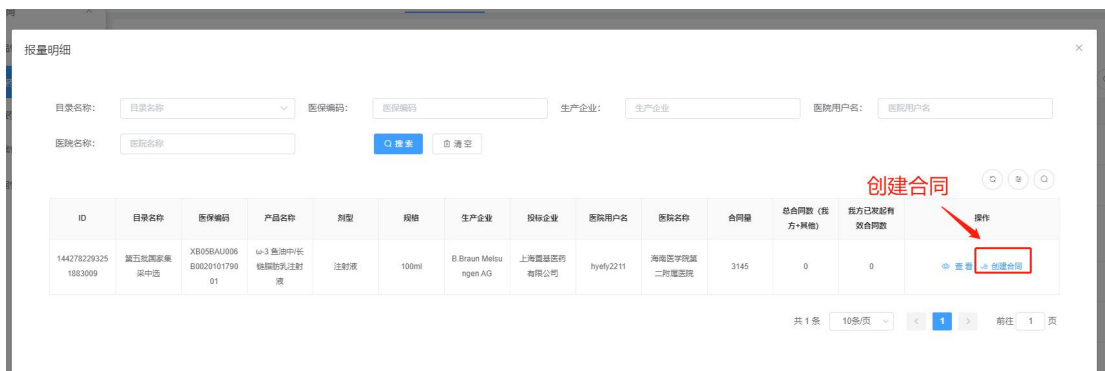 报量明细
目录名称： 目录名称 医保编码： 医保编码 生产企业： 生产企业 医院用户名： 医院用户名
医院名称： 医院名称 搜索 清空
创建合同
ID 目录名称 医保编码 产品名称 剂型 规格 生产企业 投标企业 医院用户名 医院名称 合同量 总合同数（我方+其他） 我方已发起有效合同数 操作
144278229325 第五批国家集 XB05BAU006 ω-3 鱼油中/长 注射液 100ml B.Braun Melsu 上海置基医药 hyefy2211 海南医学院第 3145 0 0 查看 创建合同
1883009 采中选 B0020101790 链脂肪乳注射 ngen AG 有限公司 二附属医院
01 液
共 1 条 10条/页 1 前往 1 页